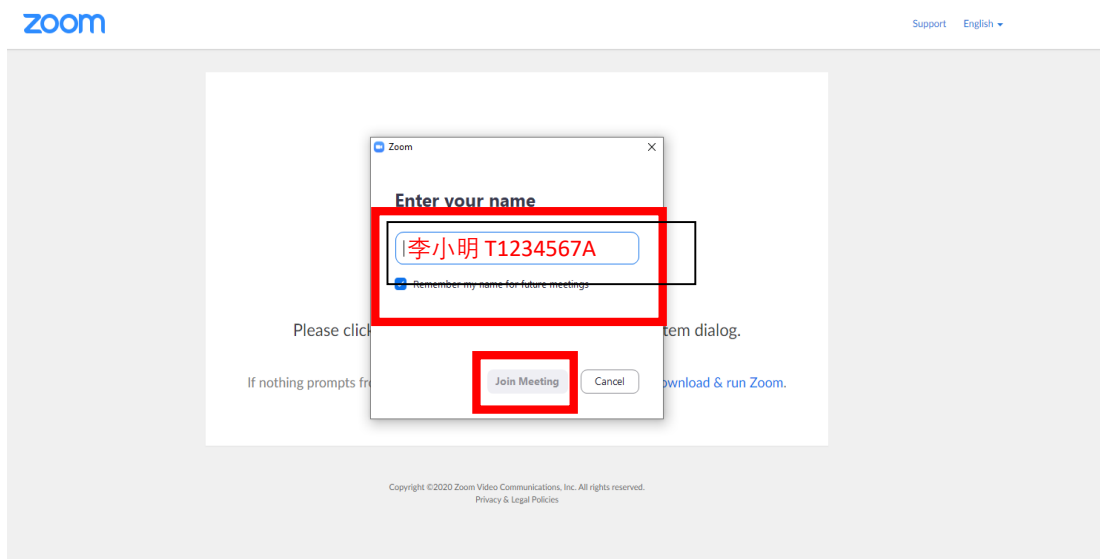 zoom
Support English
Zoom
Enter your name
李小明 T1234567A
Remember my name for future meetings
Please click
tem dialog.
If nothing prompts fr
ownload & run Zoom.
Join Meeting Cancel
Copyright ©2020 Zoom Video Communications, Inc. All rights reserved.
Privacy & Legal Policies